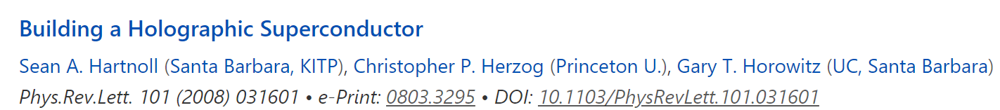 Building a Holographic Superconductor
Sean A. Hartnoll (Santa Barbara, KITP), Christopher P. Herzog (Princeton U.), Gary T. Horowitz (UC, Santa Barbara)
Phys.Rev.Lett. 101 (2008) 031601 • e-Print: 0803.3295 • DOI: 10.1103/PhysRevLett.101.031601